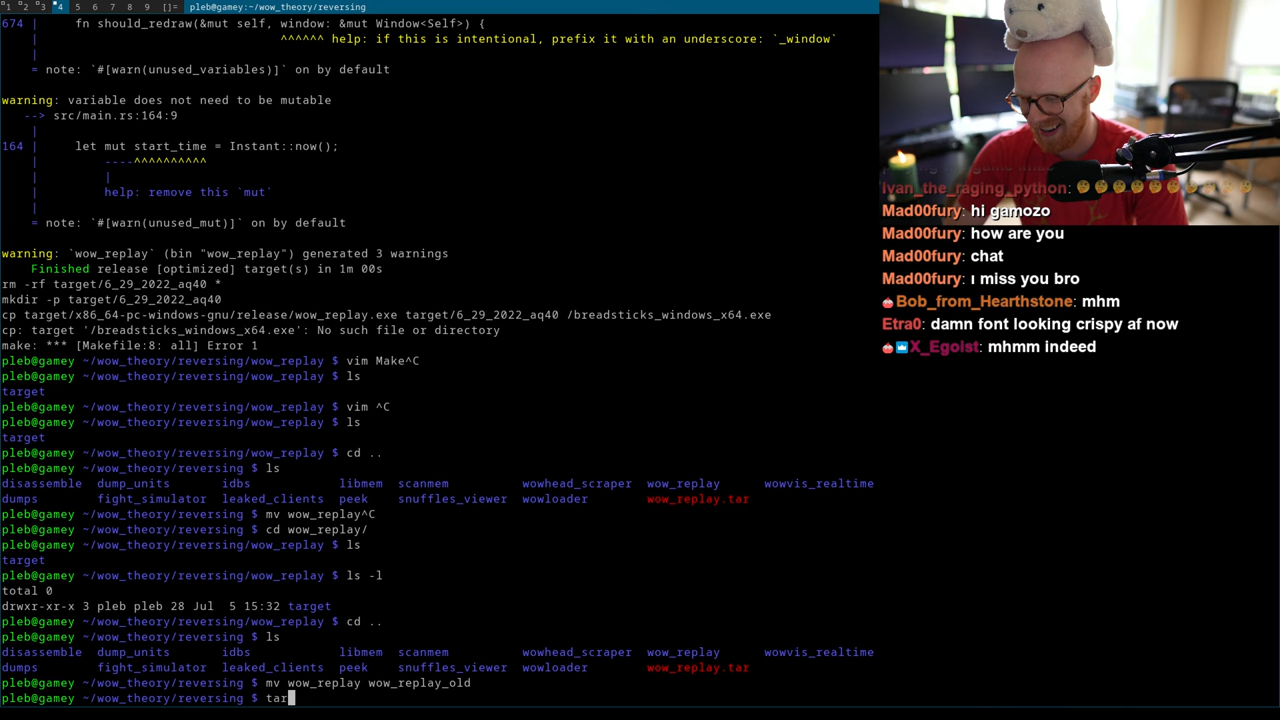 1 2 3 4 5 6 7 8 9 []= pleb@gamey:~/wow_theory/reversing
674 |     fn should_redraw(&mut self, window: &mut Window<Self>) {
    |                                 ^^^^^^ help: if this is intentional, prefix it with an underscore: `_window`
    |
    = note: `#[warn(unused_variables)]` on by default
warning: variable does not need to be mutable
   --> src/main.rs:164:9
    |
164 |     let mut start_time = Instant::now();
    |         ----^^^^^^^^^^
    |         |
    |         help: remove this `mut`
    |
    = note: `#[warn(unused_mut)]` on by default
warning: `wow_replay` (bin "wow_replay") generated 3 warnings
    Finished release [optimized] target(s) in 1m 00s
rm -rf target/6_29_2022_aq40 *
mkdir -p target/6_29_2022_aq40
cp target/x86_64-pc-windows-gnu/release/wow_replay.exe target/6_29_2022_aq40 /breadsticks_windows_x64.exe
cp: target '/breadsticks_windows_x64.exe': No such file or directory
make: *** [Makefile:8: all] Error 1
pleb@gamey ~/wow_theory/reversing/wow_replay $ vim Make^C
pleb@gamey ~/wow_theory/reversing/wow_replay $ ls
target
pleb@gamey ~/wow_theory/reversing/wow_replay $ vim ^C
pleb@gamey ~/wow_theory/reversing/wow_replay $ ls
target
pleb@gamey ~/wow_theory/reversing/wow_replay $ cd ..
pleb@gamey ~/wow_theory/reversing $ ls
disassemble dump_units idbs libmem scanmem wowhead_scraper wow_replay wowvis_realtime
dumps fight_simulator leaked_clients peek snuffles_viewer wowloader wow_replay.tar
pleb@gamey ~/wow_theory/reversing $ mv wow_replay^C
pleb@gamey ~/wow_theory/reversing $ cd wow_replay/
pleb@gamey ~/wow_theory/reversing/wow_replay $ ls
target
pleb@gamey ~/wow_theory/reversing/wow_replay $ ls -l
total 0
drwxr-xr-x 3 pleb pleb 28 Jul  5 15:32 target
pleb@gamey ~/wow_theory/reversing/wow_replay $ cd ..
pleb@gamey ~/wow_theory/reversing $ ls
disassemble dump_units idbs libmem scanmem wowhead_scraper wow_replay wowvis_realtime
dumps fight_simulator leaked_clients peek snuffles_viewer wowloader wow_replay.tar
pleb@gamey ~/wow_theory/reversing $ mv wow_replay wow_replay_old
pleb@gamey ~/wow_theory/reversing $ tar
Ivan_the_raging_python: 🤔🤔🤔🤔🤔🤔🤔🤔🤔🤔
Mad00fury: hi gamozo
Mad00fury: how are you
Mad00fury: chat
Mad00fury: ı miss you bro
Bob_from_Hearthstone: mhm
Etra0: damn font looking crispy af now
X_Egoist: mhmm indeed